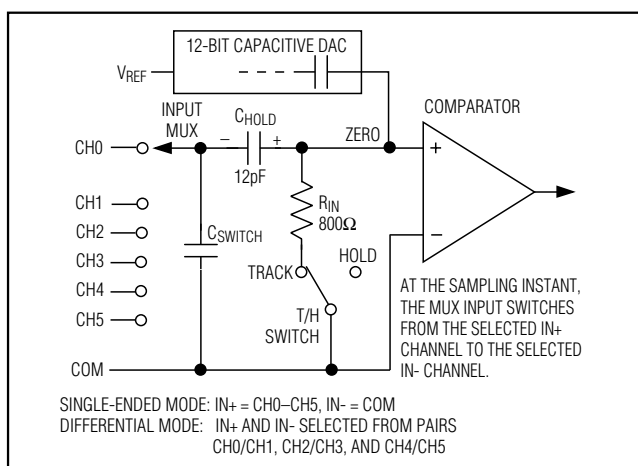 12-BIT CAPACITIVE DAC
VREF
COMPARATOR
INPUT
MUX
CHOLD
ZERO
CH0
–
+
+
12pF
RIN
800Ω
CH1
CH2
CSWITCH
–
HOLD
CH3
TRACK
CH4
CH5
T/H
SWITCH
AT THE SAMPLING INSTANT,
THE MUX INPUT SWITCHES
FROM THE SELECTED IN+
CHANNEL TO THE SELECTED
IN- CHANNEL.
COM
SINGLE-ENDED MODE: IN+ = CH0–CH5, IN- = COM
DIFFERENTIAL MODE: IN+ AND IN- SELECTED FROM PAIRS
CH0/CH1, CH2/CH3, AND CH4/CH5